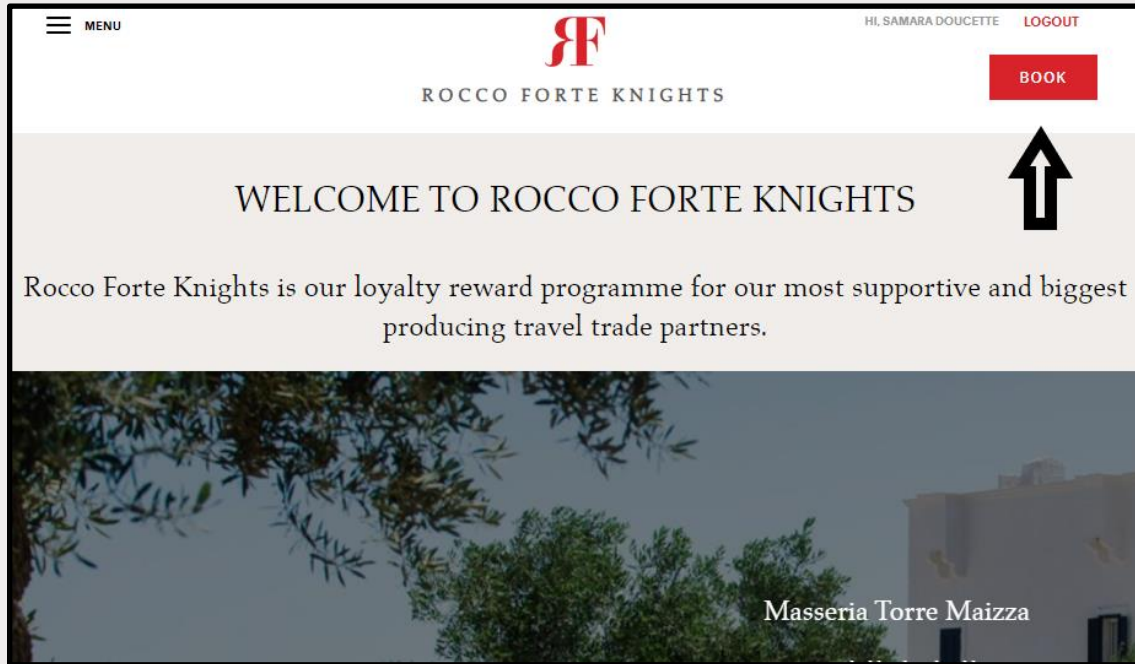 MENU
HI, SAMARA DOUCETTE LOGOUT
RF
BOOK
ROCCO FORTE KNIGHTS
WELCOME TO ROCCO FORTE KNIGHTS
Rocco Forte Knights is our loyalty reward programme for our most supportive and biggest
producing travel trade partners.
Masseria Torre Maizza